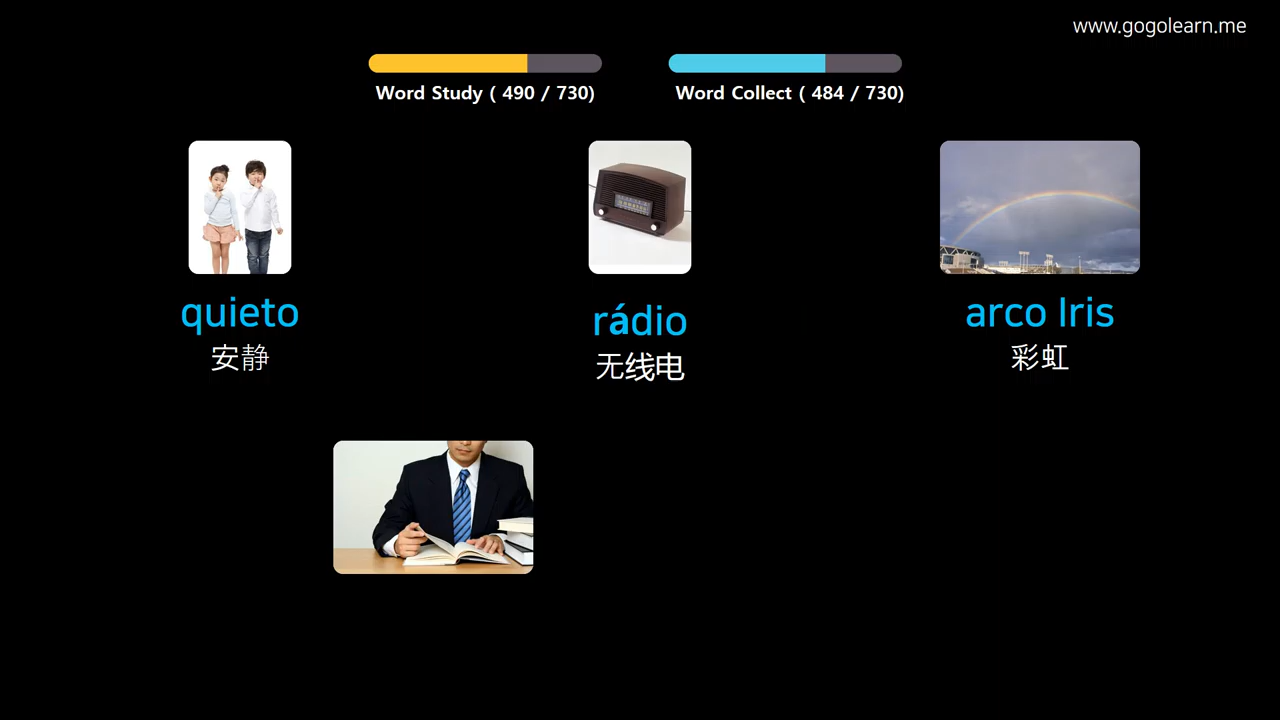 www.gogolearn.me
Word Study ( 490 / 730)
Word Collect ( 484 / 730)
quieto
安静
rádio
无线电
arco Iris
彩虹